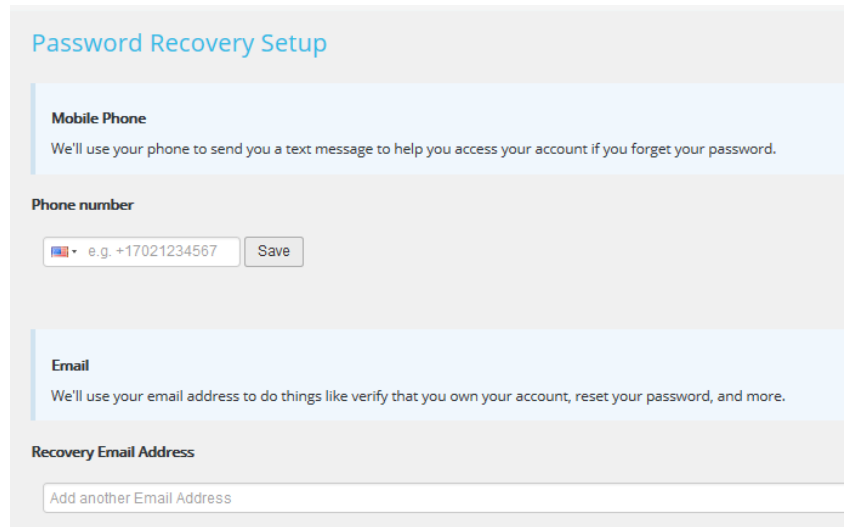 Password Recovery Setup
Mobile Phone
We'll use your phone to send you a text message to help you access your account if you forget your password.
Phone number
e.g. +17021234567 Save
Email
We'll use your email address to do things like verify that you own your account, reset your password, and more.
Recovery Email Address
Add another Email Address